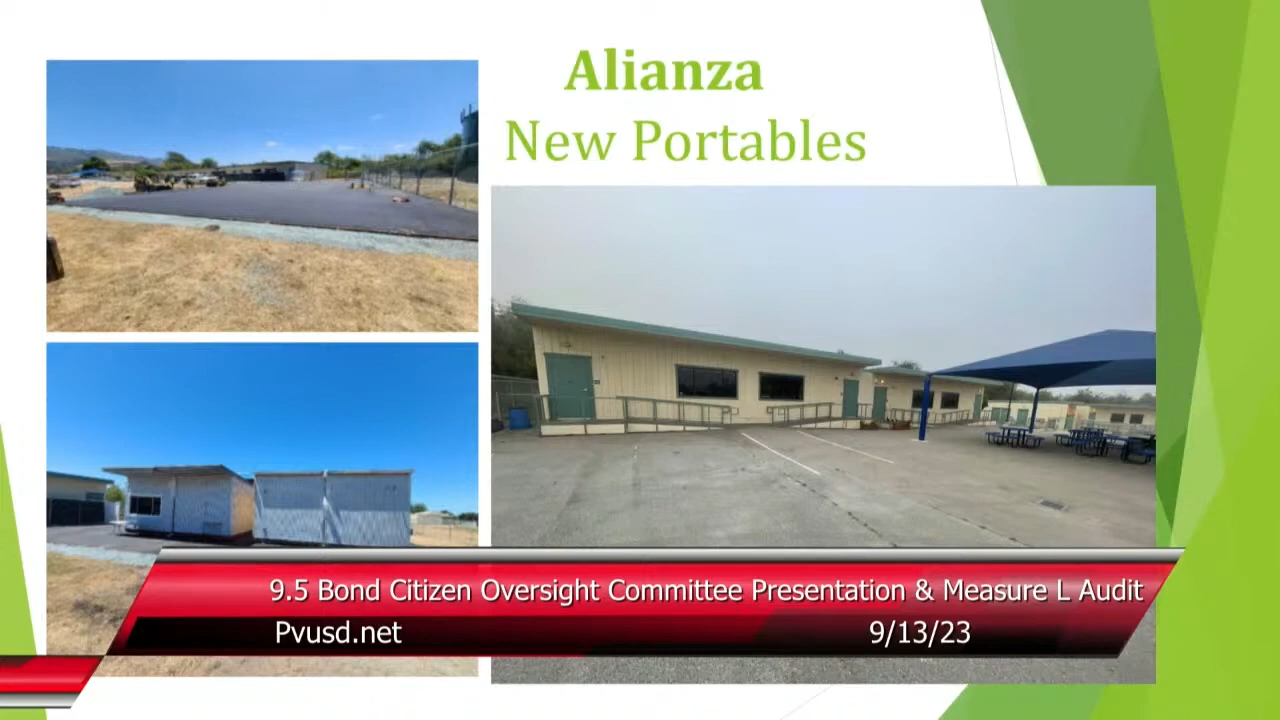 Alianza
New Portables
9.5 Bond Citizen Oversight Committee Presentation & Measure L Audit
Pvusd.net
9/13/23